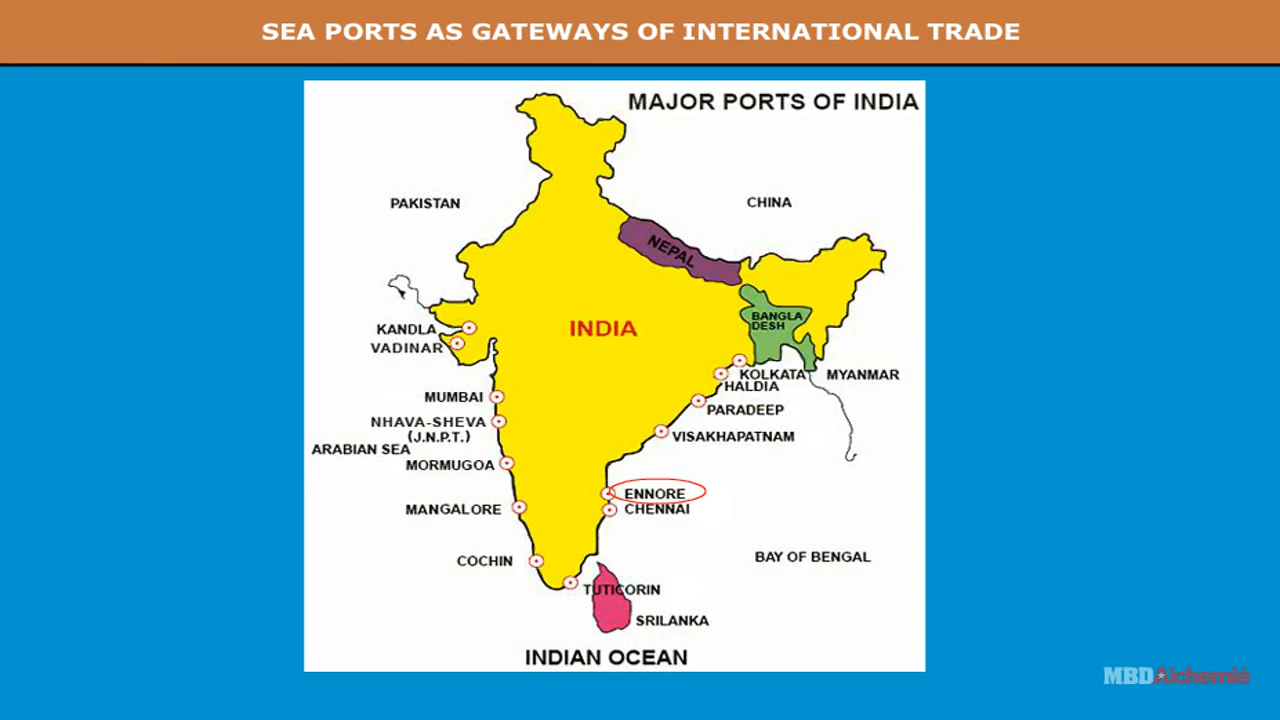 SEA PORTS AS GATEWAYS OF INTERNATIONAL TRADE
MAJOR PORTS OF INDIA
PAKISTAN
CHINA
NEPAL
BANGLA
DESH
INDIA
KANDLA
VADINAR
KOLKATA
MYANMAR
HALDIA
MUMBAI
PARADEEP
NHAVA-SHEVA
(J.N.P.T.)
VISAKHAPATNAM
ARABIAN SEA
MORMUGOA
ENNORE
MANGALORE
CHENNAI
COCHIN
BAY OF BENGAL
TUTICORIN
SRILANKA
INDIAN OCEAN
MBDAlchemié